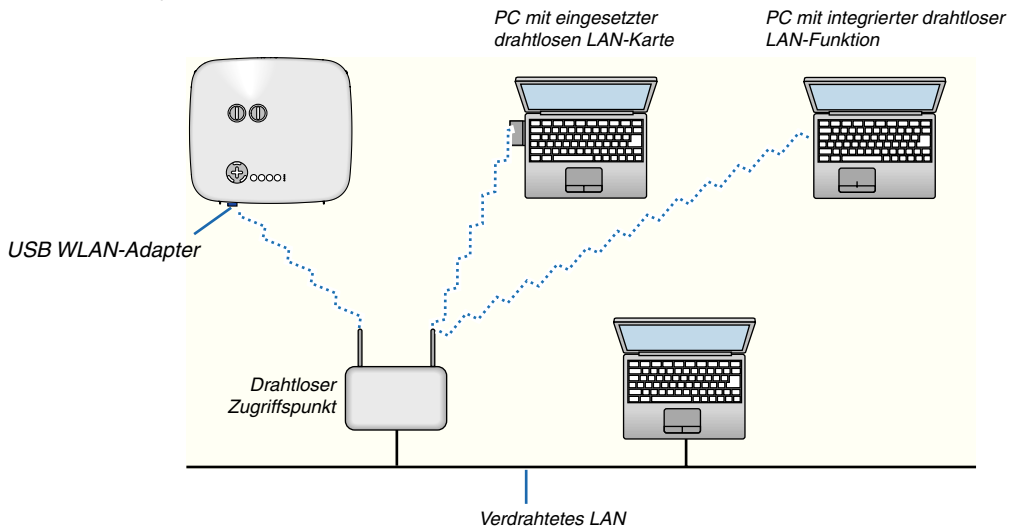 PC mit eingesetzter
drahtlosen LAN-Karte
PC mit integrierter drahtloser
LAN-Funktion
USB WLAN-Adapter
Drahtloser
Zugriffspunkt
Verdrahtetes LAN